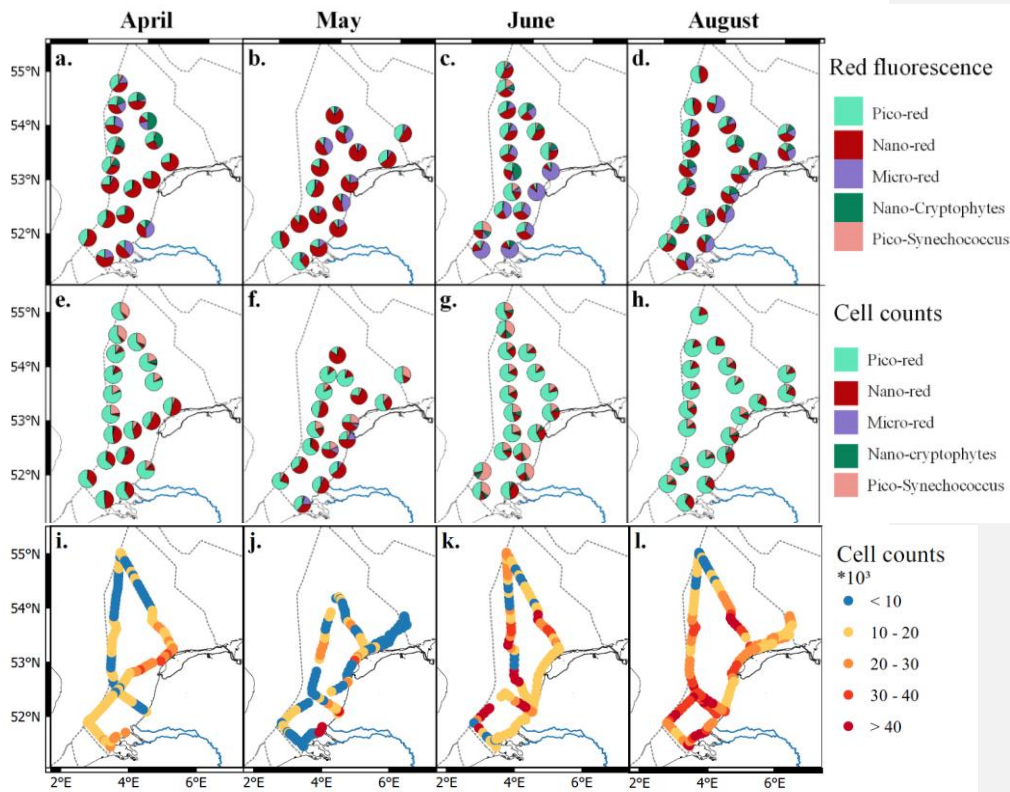 April May June August
a. b. c. d.
55°N
54°N
53°N
52°N
Red fluorescence
Pico-red
Nano-red
Micro-red
Nano-Cryptophytes
Pico-Synechococcus
e. f. g. h.
55°N
54°N
53°N
52°N
Cell counts
Pico-red
Nano-red
Micro-red
Nano-cryptophytes
Pico-Synechococcus
i. j. k. l.
55°N
54°N
53°N
52°N
Cell counts
*10³
< 10
10 - 20
20 - 30
30 - 40
> 40
2°E 4°E 6°E 2°E 4°E 6°E 2°E 4°E 6°E 2°E 4°E 6°E